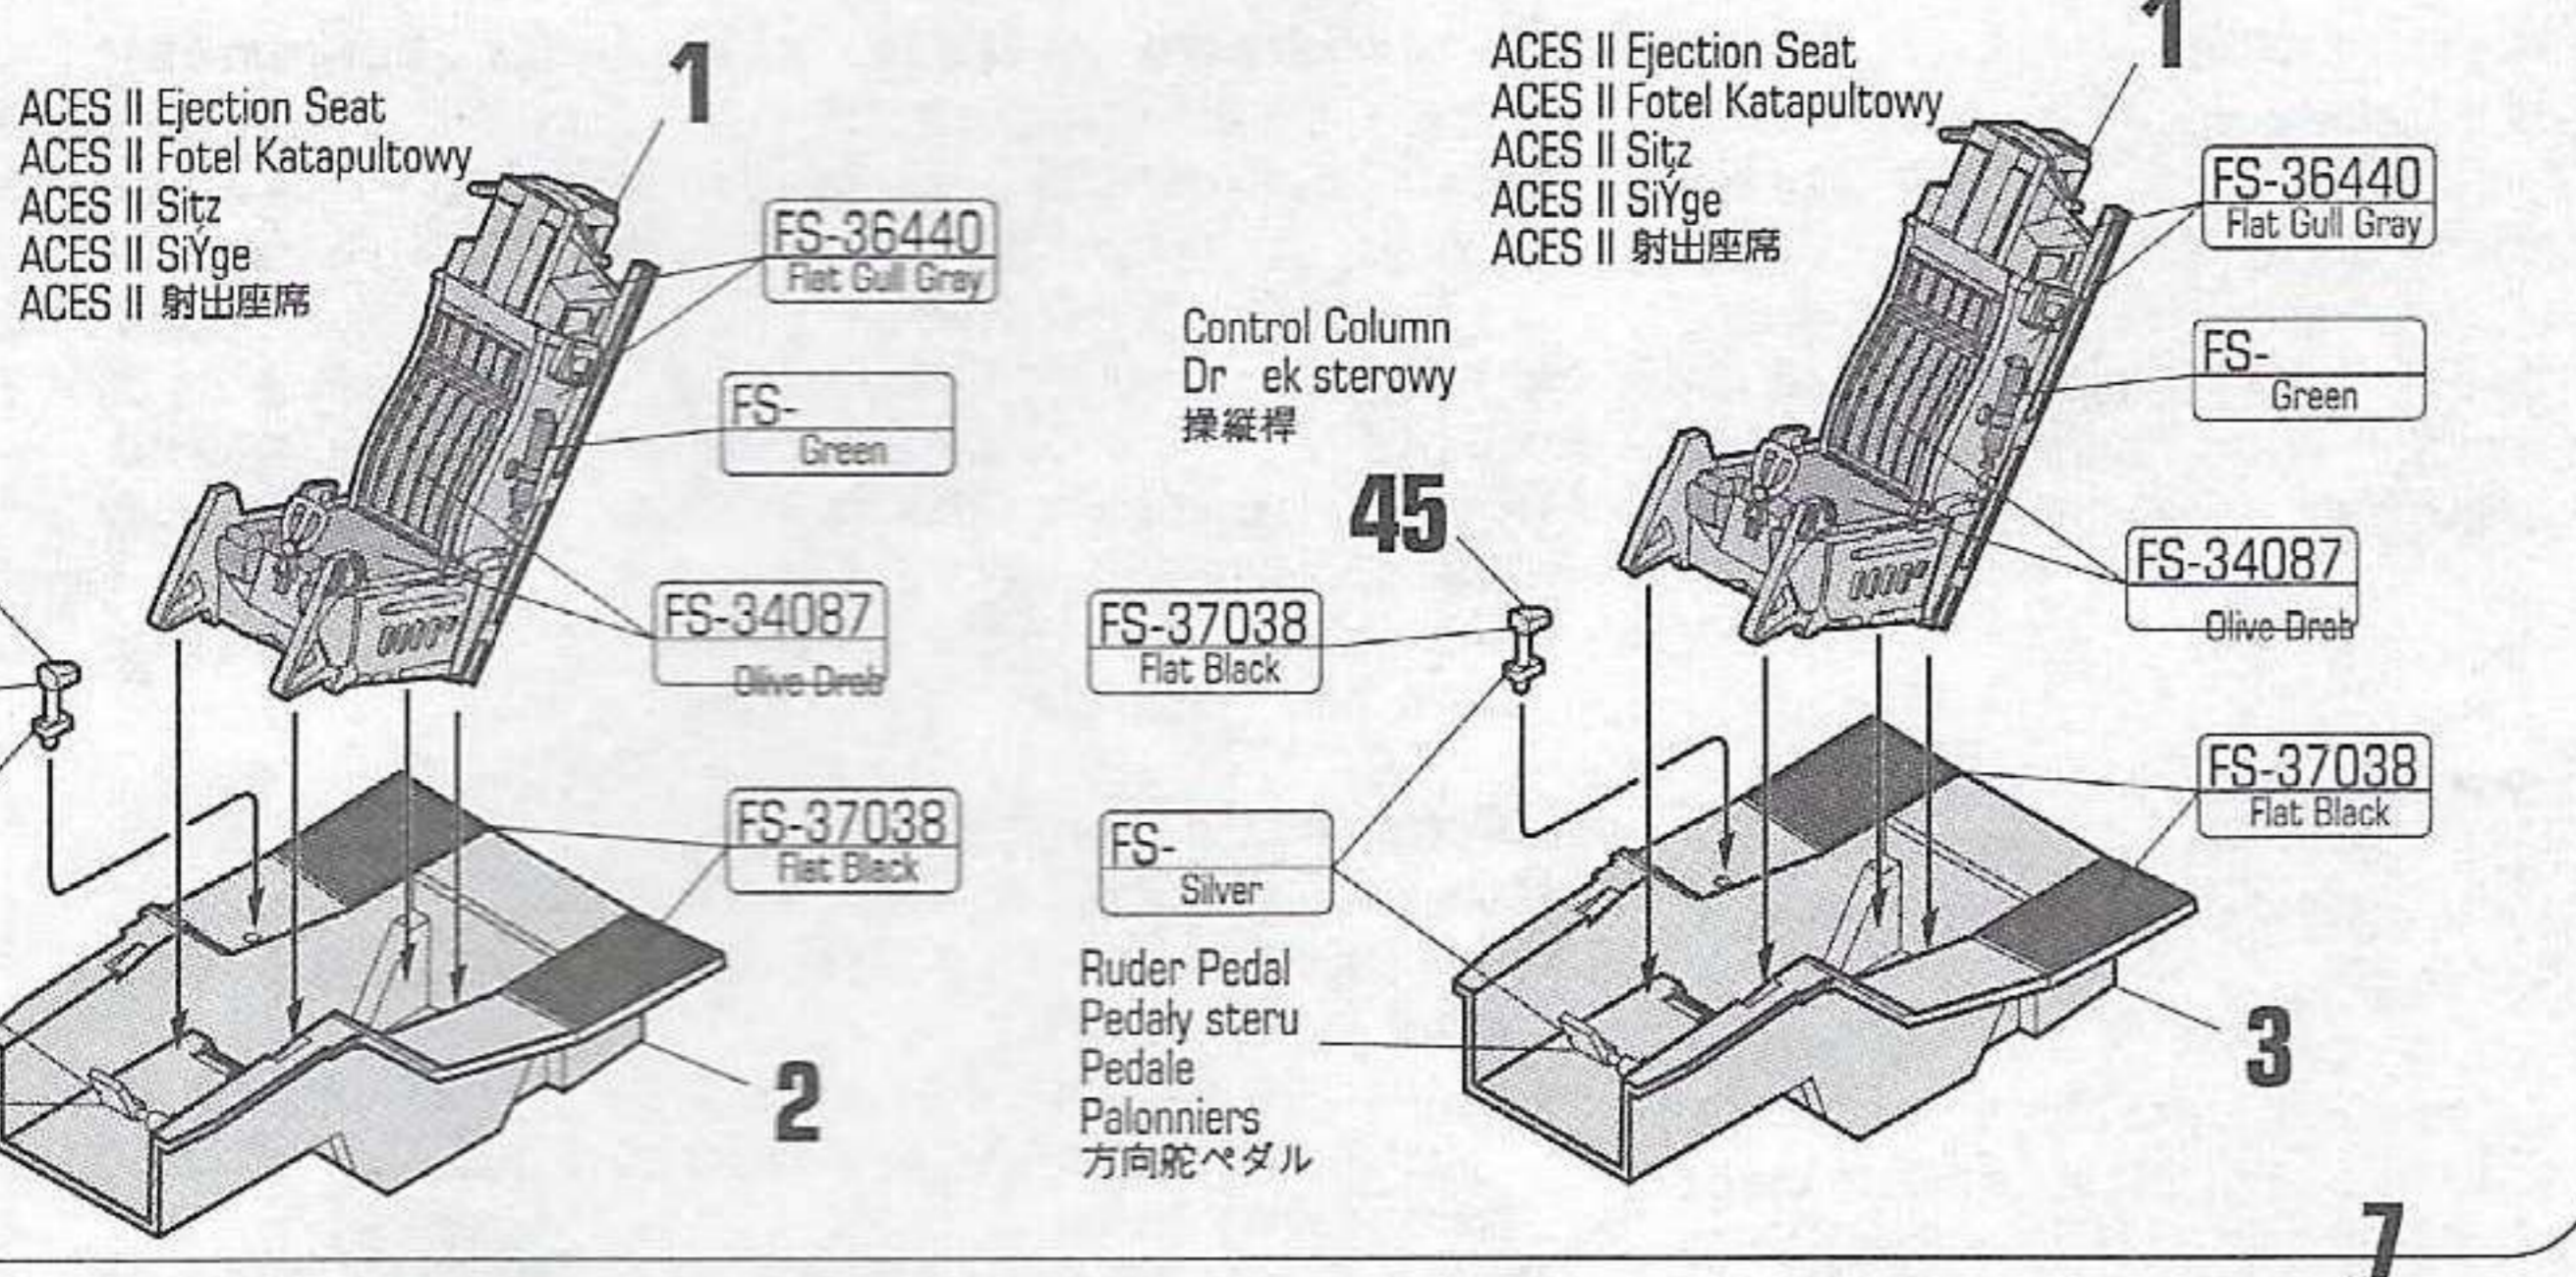 ACES II Ejection Seat
ACES II Fotel Katapultowy
ACES II Sitz
ACES II SiÝge
ACES II 射出座席
1
FS-36440
Flat Gull Gray
FS-
Green
FS-34087
Olive Drab
FS-37038
Flat Black
2
ACES II Ejection Seat
ACES II Fotel Katapultowy
ACES II Sitz
ACES II SiÝge
ACES II 射出座席
1
FS-36440
Flat Gull Gray
FS-
Green
Control Column
Dr ek sterowy
操縦桿
45
FS-37038
Flat Black
FS-34087
Olive Drab
FS-
Silver
FS-37038
Flat Black
Ruder Pedal
Pedały steru
Pedale
Palonniers
方向舵ペダル
3
7